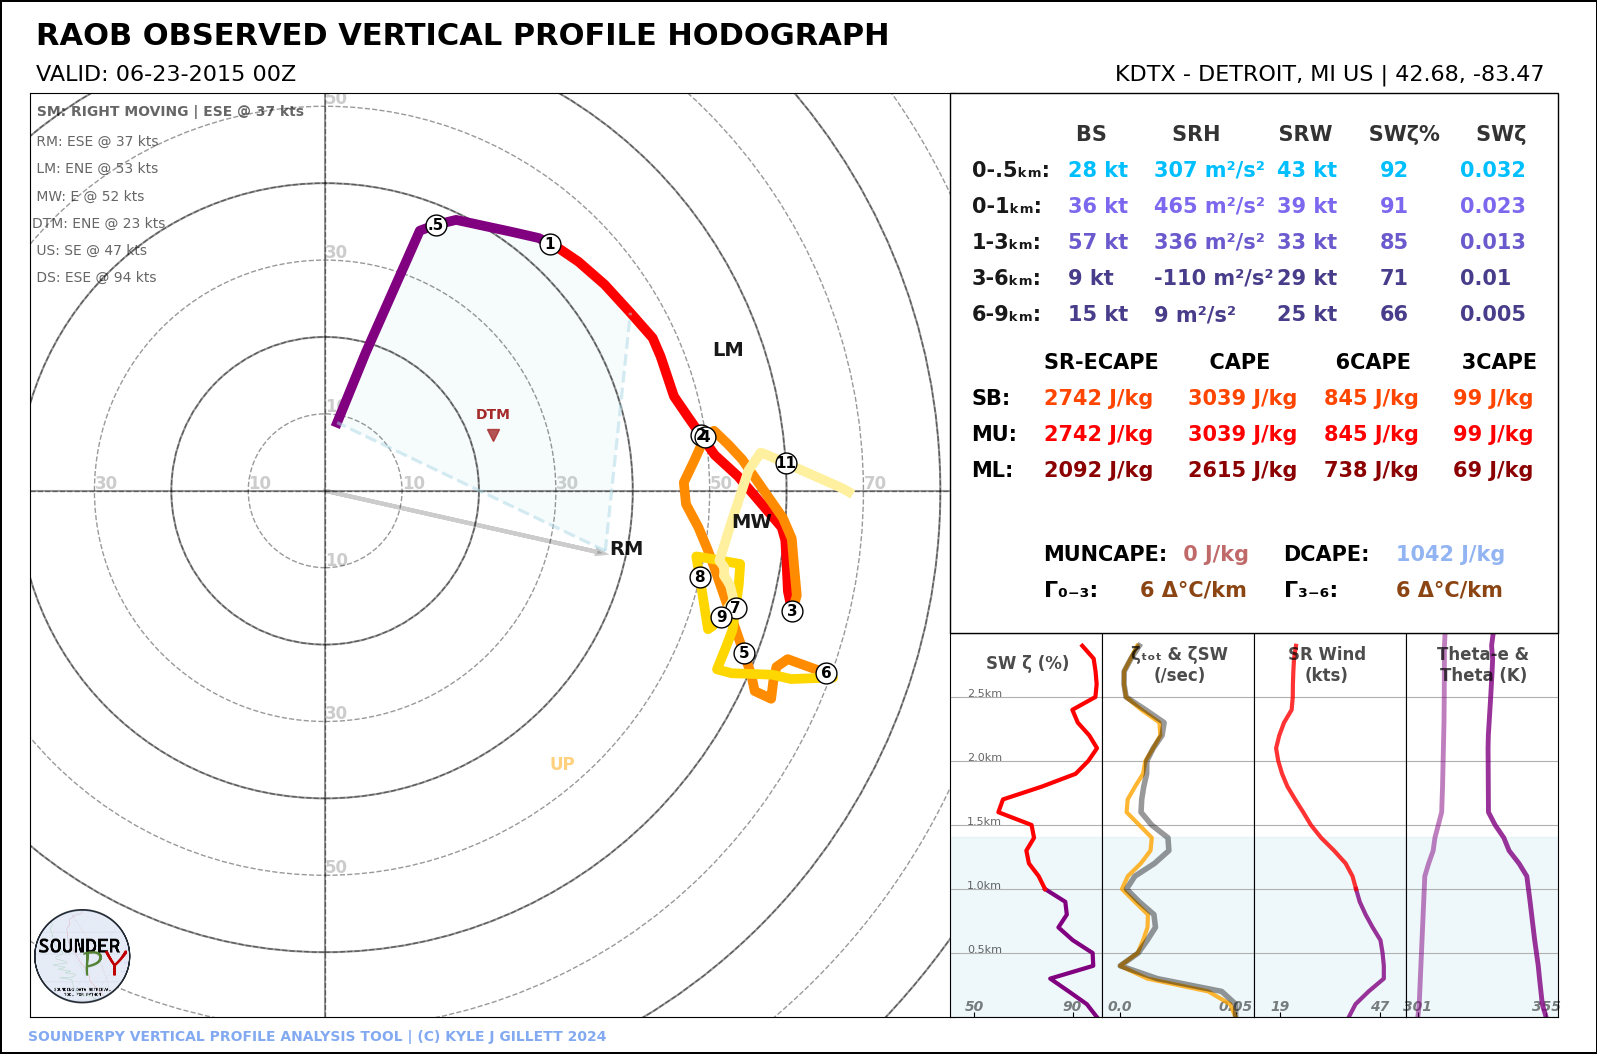 RAOB OBSERVED VERTICAL PROFILE HODOGRAPH
VALID: 06-23-2015 00Z
KDTX - DETROIT, MI US | 42.68, -83.47
SM: RIGHT MOVING | ESE @ 37 kts
RM: ESE @ 37 kts
LM: ENE @ 53 kts
MW: E @ 52 kts
DTM: ENE @ 23 kts
US: SE @ 47 kts
DS: ESE @ 94 kts
50
30
10
30 10 10 30 50 70
10
30
50
.5
1
2
4
11
3
8
7
9
5
6
LM
DTM
MW
RM
UP
BS SRH SRW SWζ% SWζ
0-.5ₖₘ: 28 kt 307 m²/s² 43 kt 92 0.032
0-1ₖₘ: 36 kt 465 m²/s² 39 kt 91 0.023
1-3ₖₘ: 57 kt 336 m²/s² 33 kt 85 0.013
3-6ₖₘ: 9 kt -110 m²/s² 29 kt 71 0.01
6-9ₖₘ: 15 kt 9 m²/s² 25 kt 66 0.005
SR-ECAPE CAPE 6CAPE 3CAPE
SB: 2742 J/kg 3039 J/kg 845 J/kg 99 J/kg
MU: 2742 J/kg 3039 J/kg 845 J/kg 99 J/kg
ML: 2092 J/kg 2615 J/kg 738 J/kg 69 J/kg
MUNCAPE: 0 J/kg DCAPE: 1042 J/kg
Γ₀₋₃: 6 Δ°C/km Γ₃₋₆: 6 Δ°C/km
SW ζ (%)
ζₜₒₜ & ζSW
(/sec)
SR Wind
(kts)
Theta-e &
Theta (K)
2.5km
2.0km
1.5km
1.0km
0.5km
50 90 0.0 0.05 19 47 301 355
SOUNDER
PY
SOUNDING DATA RETRIEVAL
TOOL FOR PYTHON
SOUNDERPY VERTICAL PROFILE ANALYSIS TOOL | (C) KYLE J GILLETT 2024